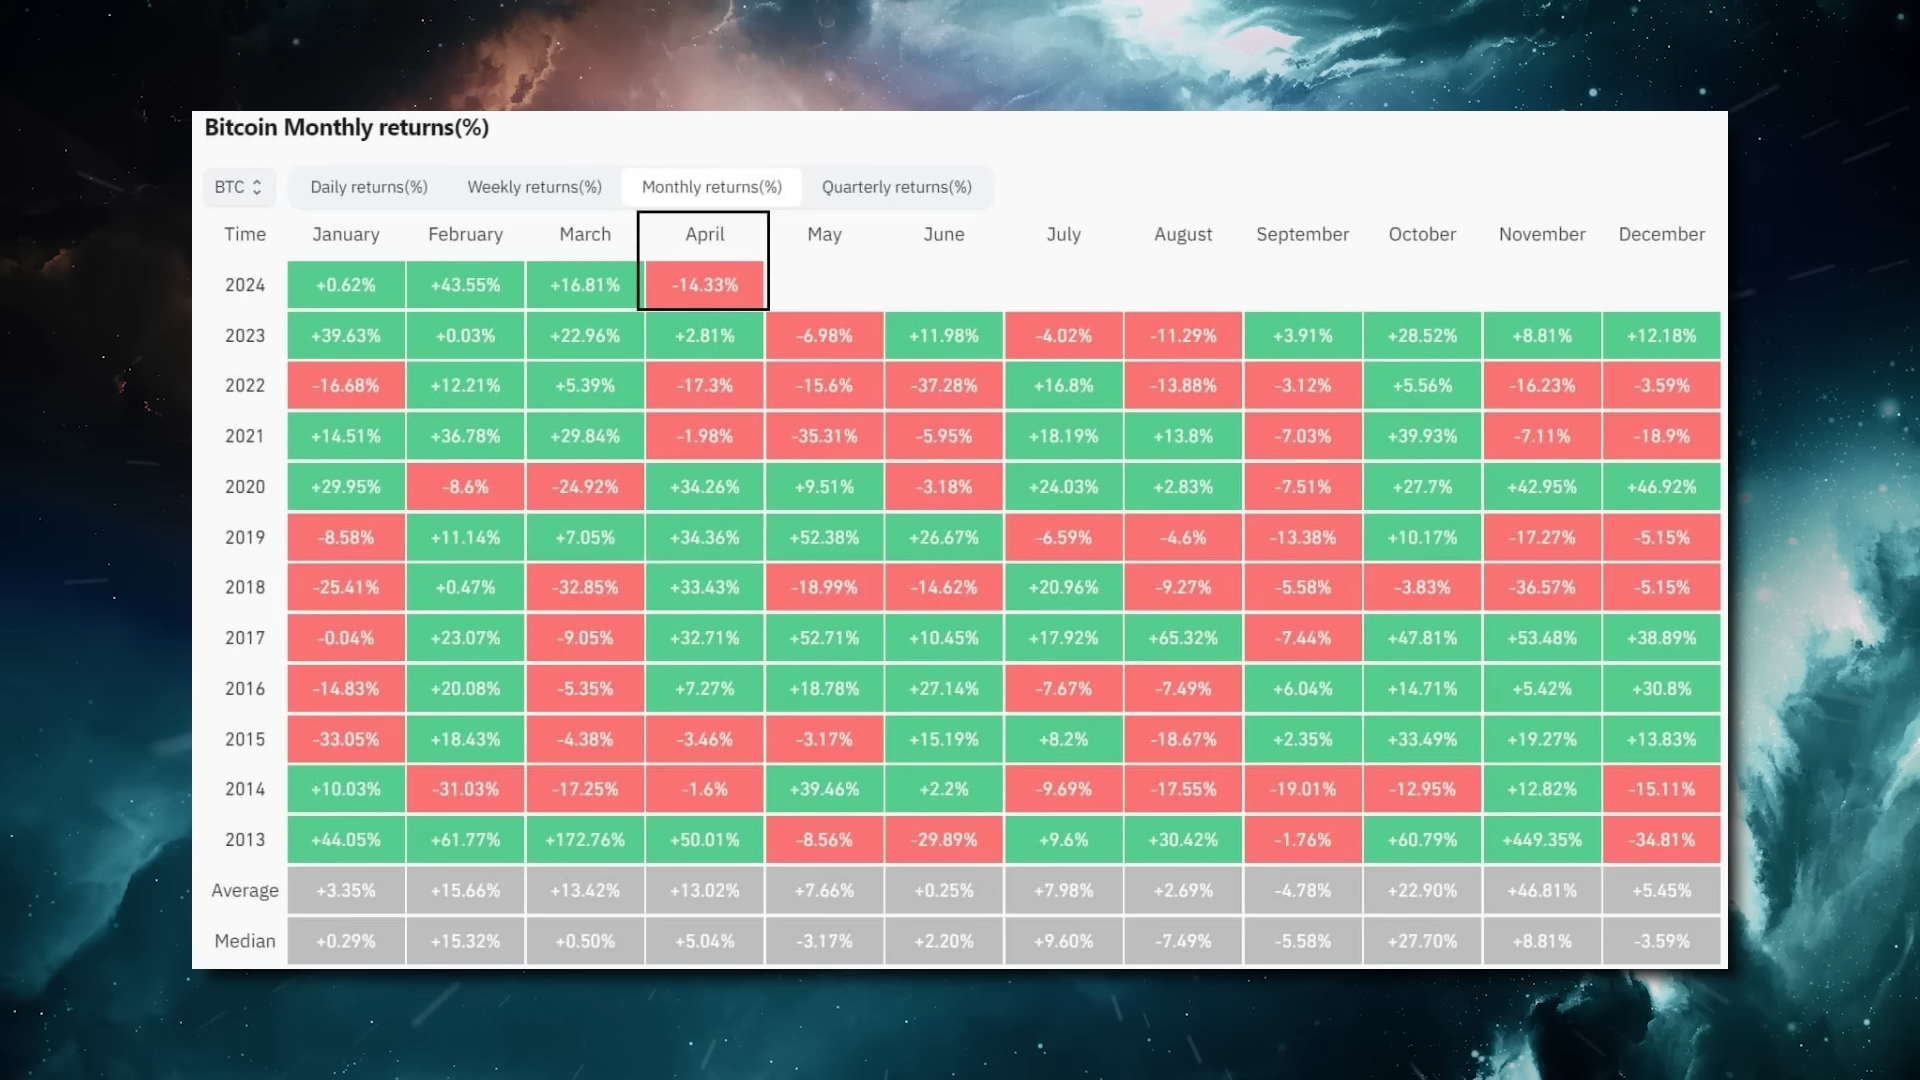 Bitcoin Monthly returns(%)
BTC Daily returns(%) Weekly returns(%) Monthly returns(%) Quarterly returns(%)
Time January February March April May June July August September October November December
2024 +0.62% +43.55% +16.81% -14.33%
2023 +39.63% +0.03% +22.96% +2.81% -6.98% +11.98% -4.02% -11.29% +3.91% +28.52% +8.81% +12.18%
2022 -16.68% +12.21% +5.39% -17.3% -15.6% -37.28% +16.8% -13.88% -3.12% +5.56% -16.23% -3.59%
2021 +14.51% +36.78% +29.84% -1.98% -35.31% -5.95% +18.19% +13.8% -7.03% +39.93% -7.11% -18.9%
2020 +29.95% -8.6% -24.92% +34.26% +9.51% -3.18% +24.03% +2.83% -7.51% +27.7% +42.95% +46.92%
2019 -8.58% +11.14% +7.05% +34.36% +52.38% +26.67% -6.59% -4.6% -13.38% +10.17% -17.27% -5.15%
2018 -25.41% +0.47% -32.85% +33.43% -18.99% -14.62% +20.96% -9.27% -5.58% -3.83% -36.57% -5.15%
2017 -0.04% +23.07% -9.05% +32.71% +52.71% +10.45% +17.92% +65.32% -7.44% +47.81% +53.48% +38.89%
2016 -14.83% +20.08% -5.35% +7.27% +18.78% +27.14% -7.67% -7.49% +6.04% +14.71% +5.42% +30.8%
2015 -33.05% +18.43% -4.38% -3.46% -3.17% +15.19% +8.2% -18.67% +2.35% +33.49% +19.27% +13.83%
2014 +10.03% -31.03% -17.25% -1.6% +39.46% +2.2% -9.69% -17.55% -19.01% -12.95% +12.82% -15.11%
2013 +44.05% +61.77% +172.76% +50.01% -8.56% -29.89% +9.6% +30.42% -1.76% +60.79% +449.35% -34.81%
Average +3.35% +15.66% +13.42% +13.02% +7.66% +0.25% +7.98% +2.69% -4.78% +22.90% +46.81% +5.45%
Median +0.29% +15.32% +0.50% +5.04% -3.17% +2.20% +9.60% -7.49% -5.58% +27.70% +8.81% -3.59%